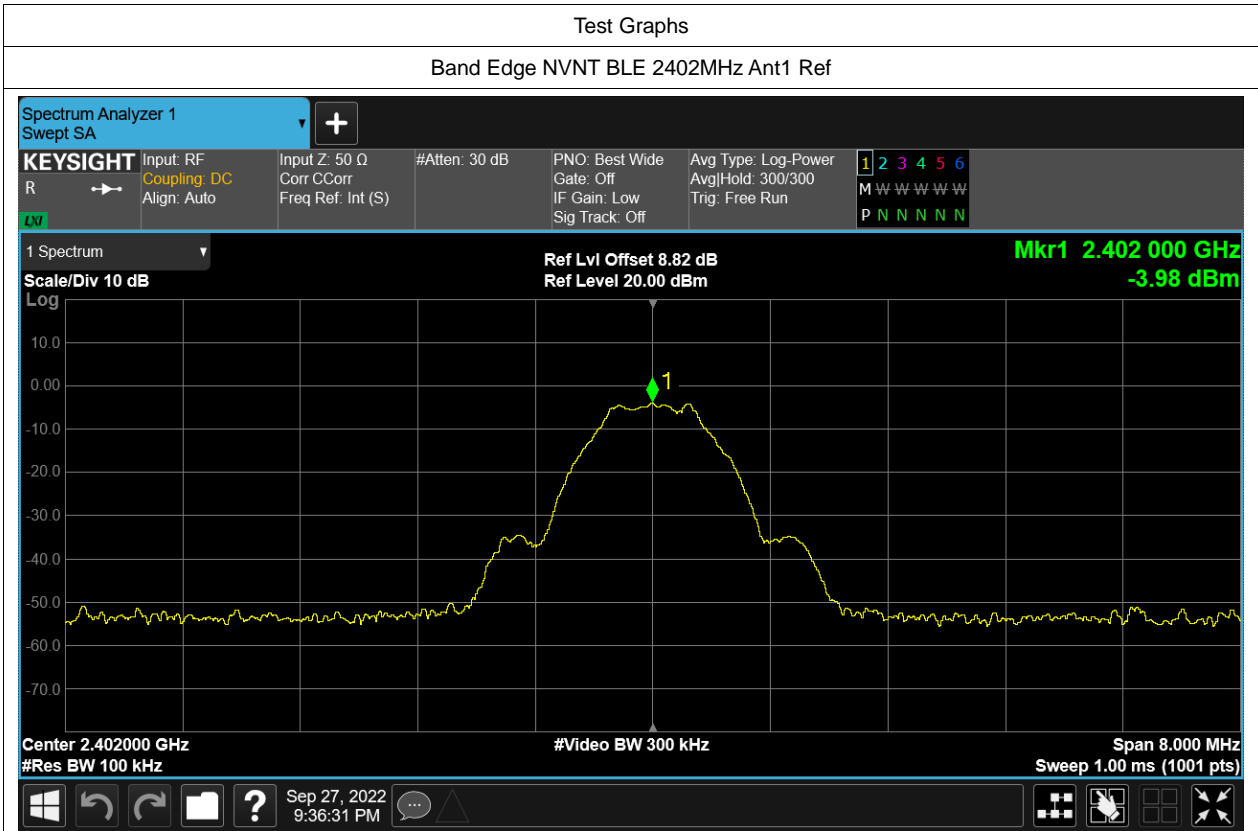 Test Graphs
Band Edge NVNT BLE 2402MHz Ant1 Ref
Spectrum Analyzer 1
Swept SA
KEYSIGHT
R
LXI
Input: RF
Coupling: DC
Align: Auto
Input Z: 50 Ω
Corr CCorr
Freq Ref: Int (S)
#Atten: 30 dB
PNO: Best Wide
Gate: Off
IF Gain: Low
Sig Track: Off
Avg Type: Log-Power
Avg|Hold: 300/300
Trig: Free Run
1 2 3 4 5 6
M W W W W W
P N N N N N
1 Spectrum
Scale/Div 10 dB
Log
Ref Lvl Offset 8.82 dB
Ref Level 20.00 dBm
Mkr1 2.402 000 GHz
-3.98 dBm
10.0
0.00
-10.0
-20.0
-30.0
-40.0
-50.0
-60.0
-70.0
1
Center 2.402000 GHz
#Res BW 100 kHz
#Video BW 300 kHz
Span 8.000 MHz
Sweep 1.00 ms (1001 pts)
?
Sep 27, 2022
9:36:31 PM